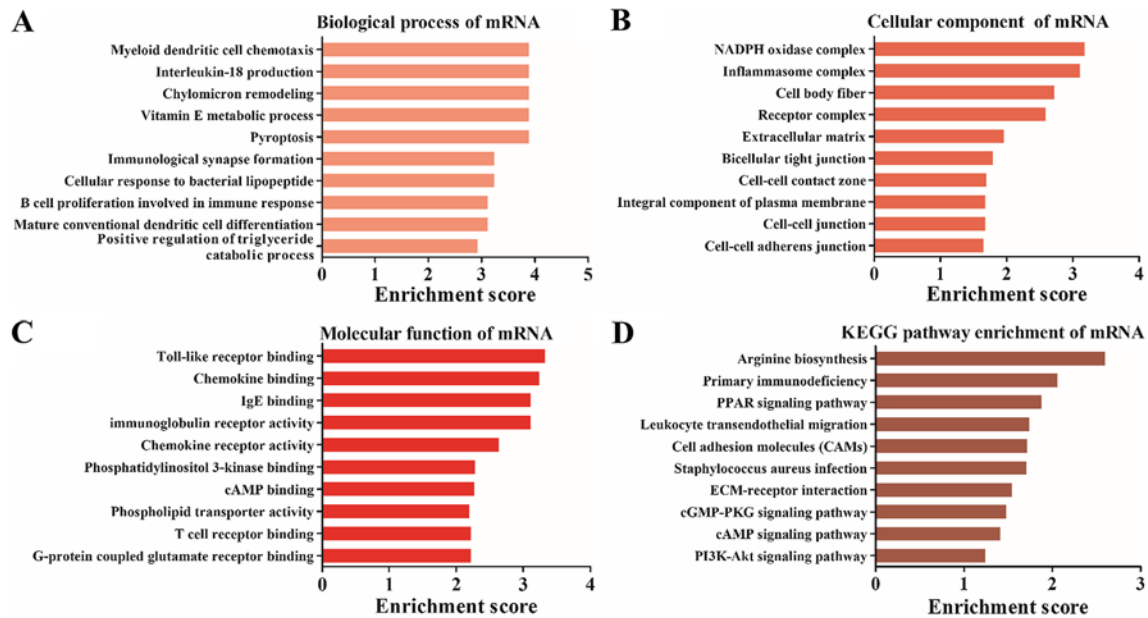 A
Biological process of mRNA
Myeloid dendritic cell chemotaxis
Interleukin-18 production
Chylomicron remodeling
Vitamin E metabolic process
Pyroptosis
Immunological synapse formation
Cellular response to bacterial lipopeptide
B cell proliferation involved in immune response
Mature conventional dendritic cell differentiation
Positive regulation of triglyceride
catabolic process
0 1 2 3 4 5
Enrichment score
B
Cellular component of mRNA
NADPH oxidase complex
Inflammasome complex
Cell body fiber
Receptor complex
Extracellular matrix
Bicellular tight junction
Cell-cell contact zone
Integral component of plasma membrane
Cell-cell junction
Cell-cell adherens junction
0 1 2 3 4
Enrichment score
C
Molecular function of mRNA
Toll-like receptor binding
Chemokine binding
IgE binding
immunoglobulin receptor activity
Chemokine receptor activity
Phosphatidylinositol 3-kinase binding
cAMP binding
Phospholipid transporter activity
T cell receptor binding
G-protein coupled glutamate receptor binding
0 1 2 3 4
Enrichment score
D
KEGG pathway enrichment of mRNA
Arginine biosynthesis
Primary immunodeficiency
PPAR signaling pathway
Leukocyte transendothelial migration
Cell adhesion molecules (CAMs)
Staphylococcus aureus infection
ECM-receptor interaction
cGMP-PKG signaling pathway
cAMP signaling pathway
PI3K-Akt signaling pathway
0 1 2 3
Enrichment score